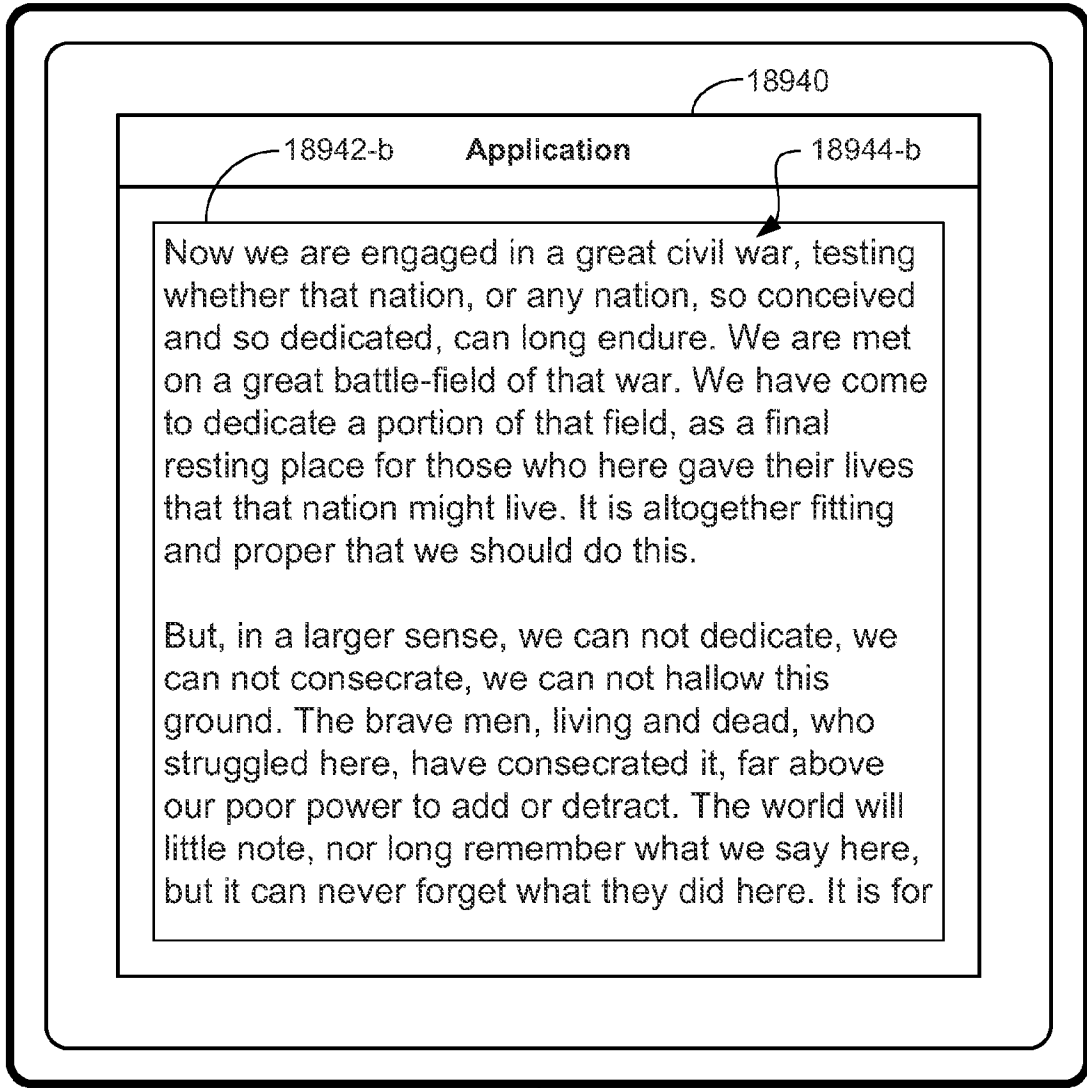 18940
18942-b Application 18944-b
Now we are engaged in a great civil war, testing
whether that nation, or any nation, so conceived
and so dedicated, can long endure. We are met
on a great battle-field of that war. We have come
to dedicate a portion of that field, as a final
resting place for those who here gave their lives
that that nation might live. It is altogether fitting
and proper that we should do this.
But, in a larger sense, we can not dedicate, we
can not consecrate, we can not hallow this
ground. The brave men, living and dead, who
struggled here, have consecrated it, far above
our poor power to add or detract. The world will
little note, nor long remember what we say here,
but it can never forget what they did here. It is for